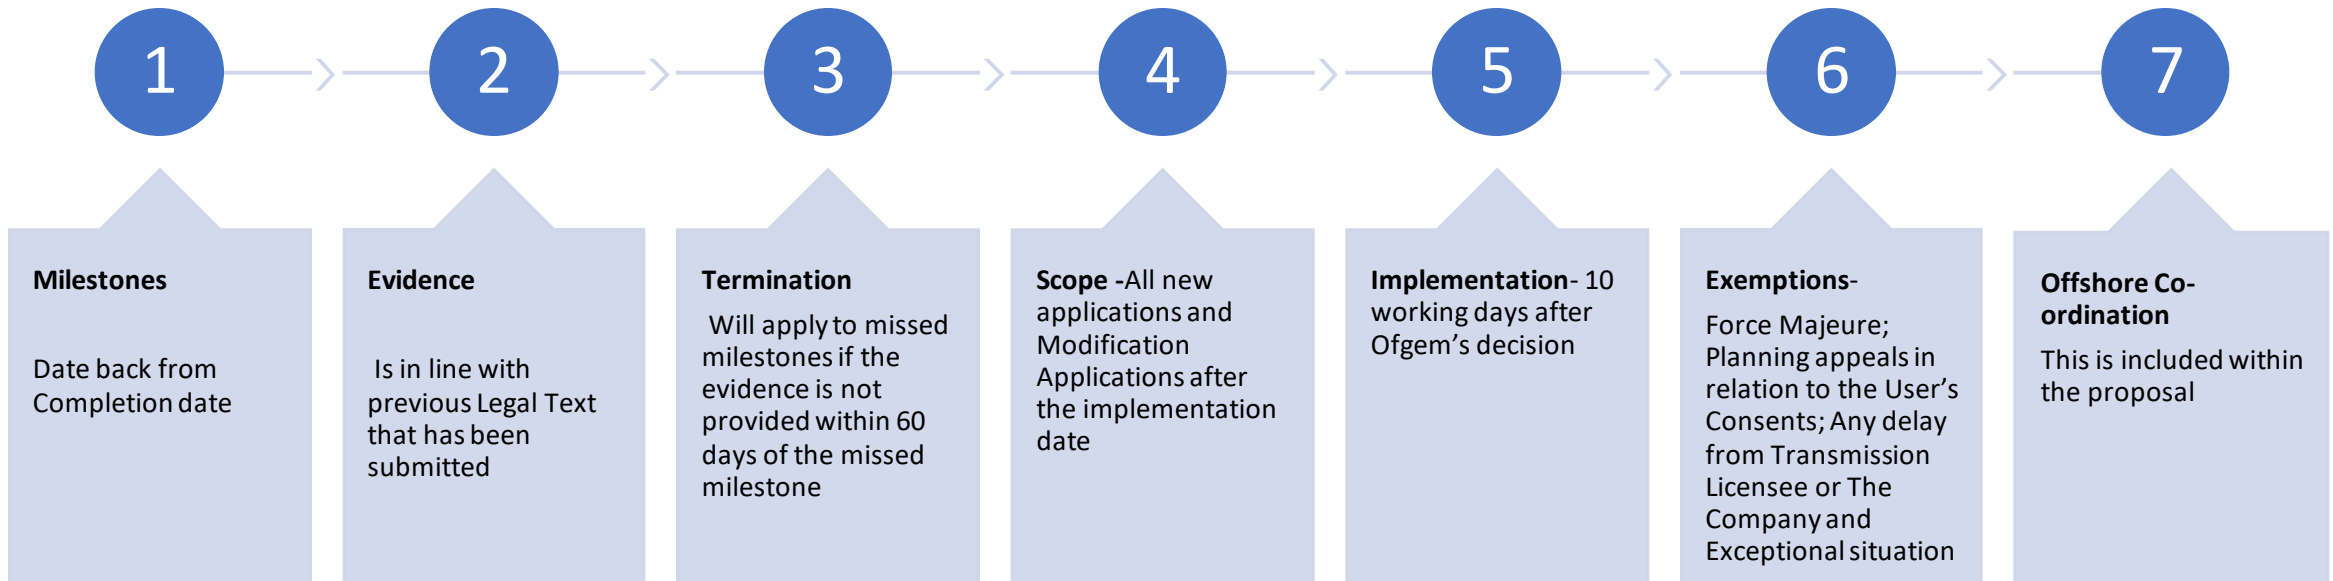 1
2
3
4
5
6
7
Milestones
Date back from
Completion date
Evidence
Is in line with
previous Legal Text
that has been
submitted
Termination
Will apply to missed
milestones if the
evidence is not
provided within 60
days of the missed
milestone
Scope -All new
applications and
Modification
Applications after
the implementation
date
Implementation- 10
working days after
Ofgem's decision
Exemptions-
Force Majeure;
Planning appeals in
relation to the User's
Consents; Any delay
from Transmission
Licensee or The
Company and
Exceptional situation
Offshore Co-
ordination
This is included within
the proposal